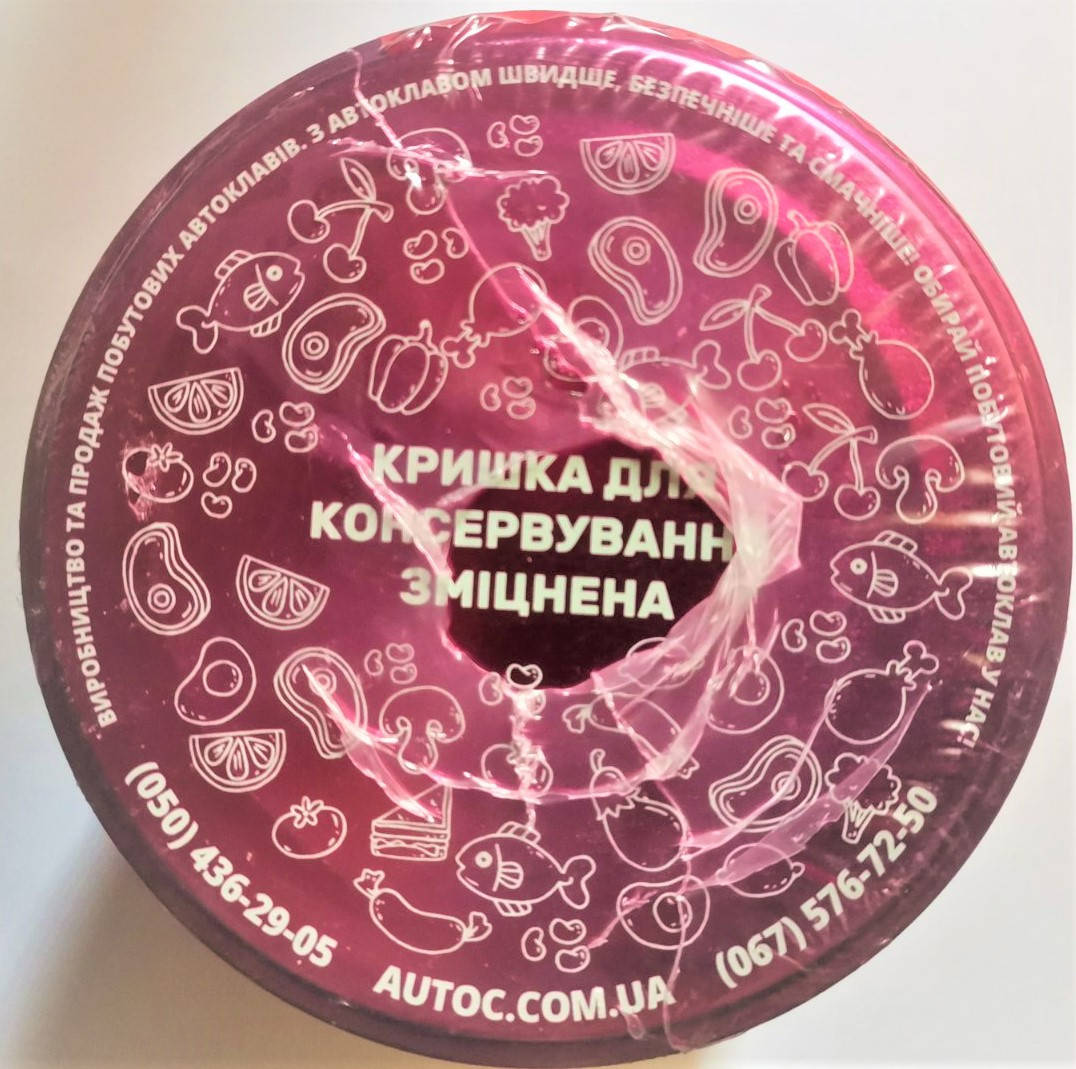 ВИРОБНИЦТВО ТА ПРОДАЖ ПОБУТОВИХ АВТОКЛАВІВ. З АВТОКЛАВОМ ШВИДШЕ, БЕЗПЕЧНІШЕ ТА СМАЧНІШЕ! ОБИРАЙ ПОБУТОВИЙ АВТОКЛАВ У НАС!
КРИШКА ДЛЯ
КОНСЕРВУВАНН
ЗМІЦНЕНА
(050) 436-29-05
AUTOC.COM.UA
(067) 576-72-50